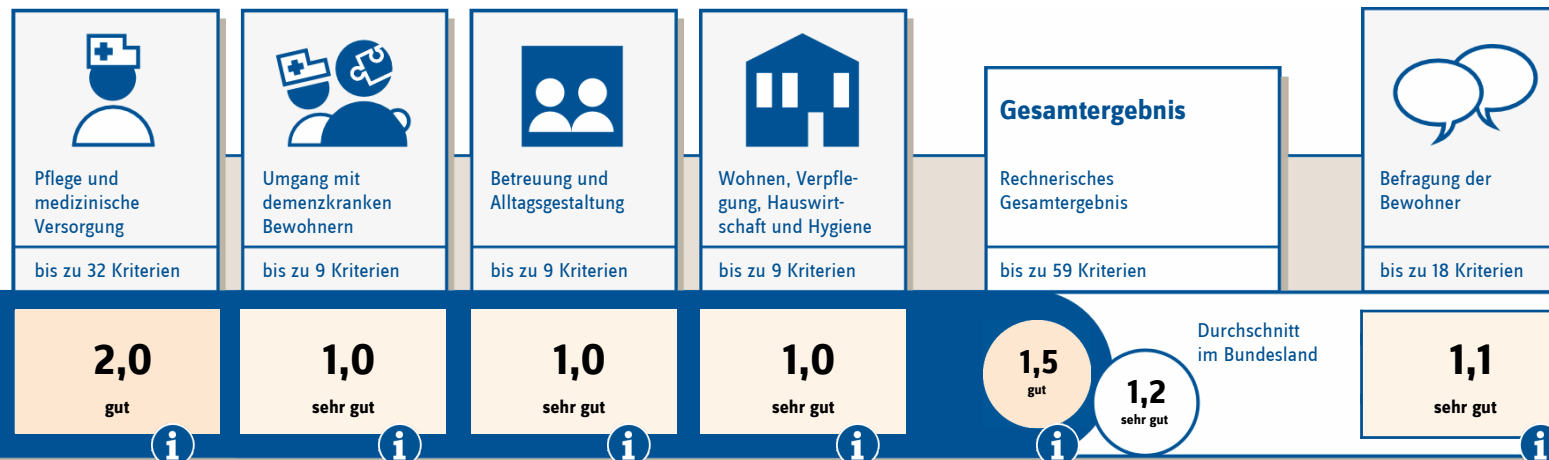 Pflege und
medizinische
Versorgung
bis zu 32 Kriterien
2,0
gut
i
Umgang mit
demenzkranken
Bewohnern
bis zu 9 Kriterien
1,0
sehr gut
i
Betreuung und
Alltagsgestaltung
bis zu 9 Kriterien
1,0
sehr gut
i
Wohnen, Verpfle-
gung, Hauswirt-
schaft und Hygiene
bis zu 9 Kriterien
1,0
sehr gut
i
Gesamtergebnis
Rechnerisches
Gesamtergebnis
bis zu 59 Kriterien
1,5
gut
i
Durchschnitt
im Bundesland
1,2
sehr gut
Befragung der
Bewohner
bis zu 18 Kriterien
1,1
sehr gut
i